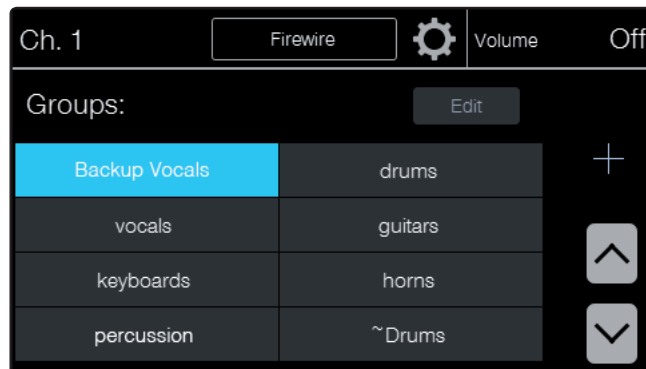 Ch. 1 Firewire Volume Off
Groups: Edit
Backup Vocals drums
vocals guitars
keyboards horns
percussion ~Drums